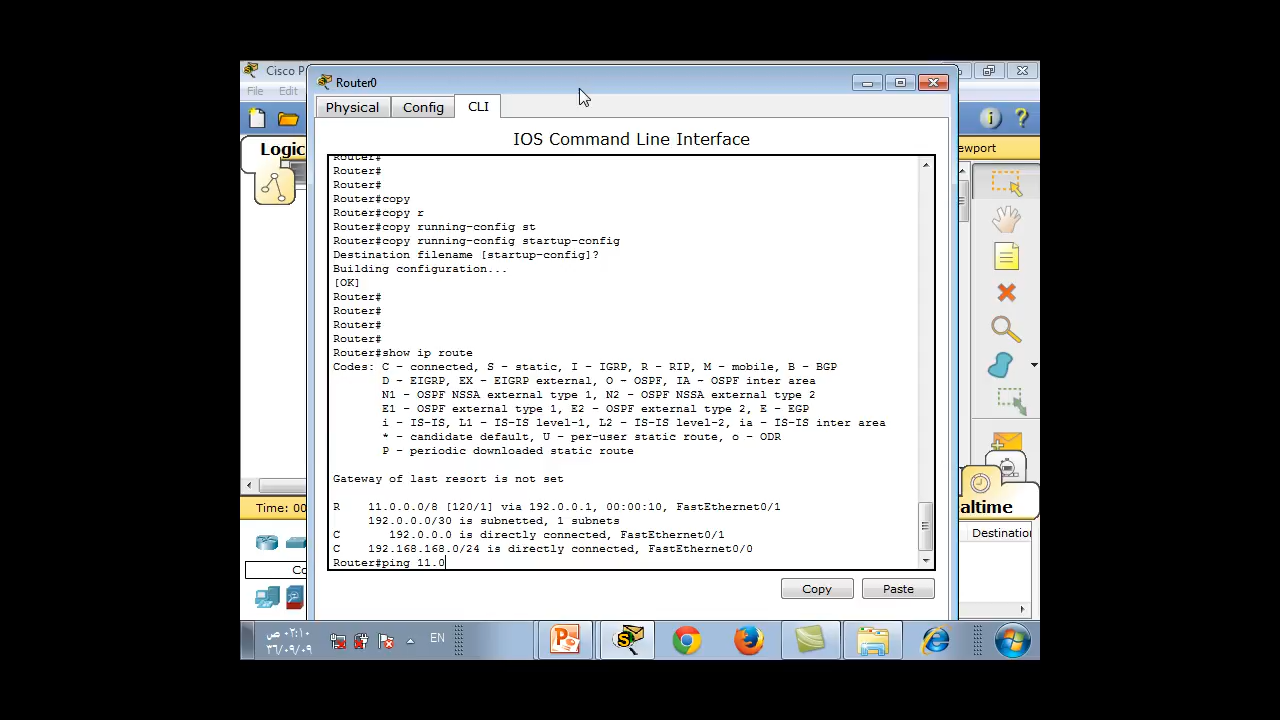 Cisco P
Router0
File E
Physical
Config
CLI
Logic
IOS Command Line Interface
ewport
Router#
Router#
Router#
Router#copy
Router#copy r
Router#copy running-config st
Router#copy running-config startup-config
Destination filename [startup-config]?
Building configuration...
[OK]
Router#
Router#
Router#
Router#
Router#show ip route
Codes: C - connected, S - static, I - IGRP, R - RIP, M - mobile, B - BGP
D - EIGRP, EX - EIGRP external, O - OSPF, IA - OSPF inter area
N1 - OSPF NSSA external type 1, N2 - OSPF NSSA external type 2
E1 - OSPF external type 1, E2 - OSPF external type 2, E - EGP
i - IS-IS, L1 - IS-IS level-1, L2 - IS-IS level-2, ia - IS-IS inter area
* - candidate default, U - per-user static route, o - ODR
P - periodic downloaded static route
Gateway of last resort is not set
R 11.0.0.0/8 [120/1] via 192.0.0.1, 00:00:10, FastEthernet0/1
192.0.0.0/30 is subnetted, 1 subnets
C 192.0.0.0 is directly connected, FastEthernet0/1
C 192.168.168.0/24 is directly connected, FastEthernet0/0
Router#ping 11.0
Time: 00
altime
Destination
Co
Copy
Paste
EN
٠٢:١٠ ص
٣٦/٠٩/٠٩